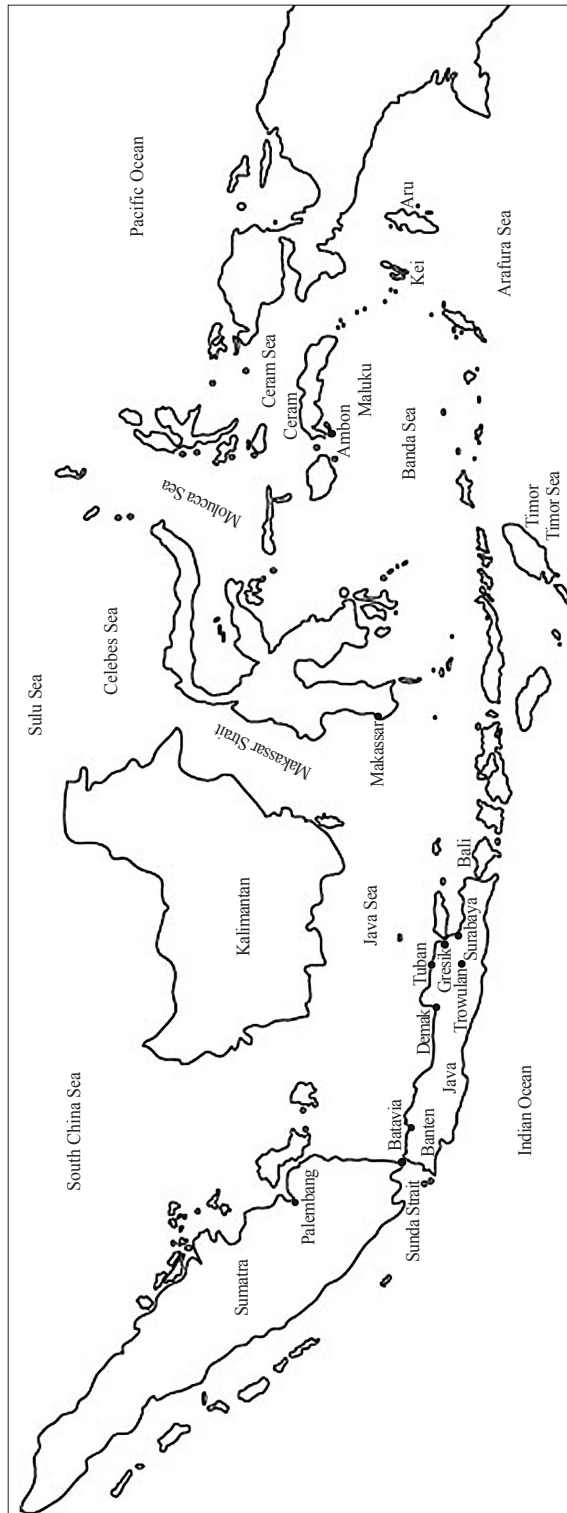 Pacific Ocean
South China Sea
Sulu Sea
Celebes Sea
Molucca Sea
Ceram Sea
Makassar Strait
Sumatra
Kalimantan
Ceram
Ambon
Maluku
Palembang
Java Sea
Makassar
Banda Sea
Kei
Aru
Batavia
Banten
Sunda Strait
Demak
Tuban
Gresik
Surabaya
Trowulan
Java
Bali
Arafura Sea
Timor
Timor Sea
Indian Ocean